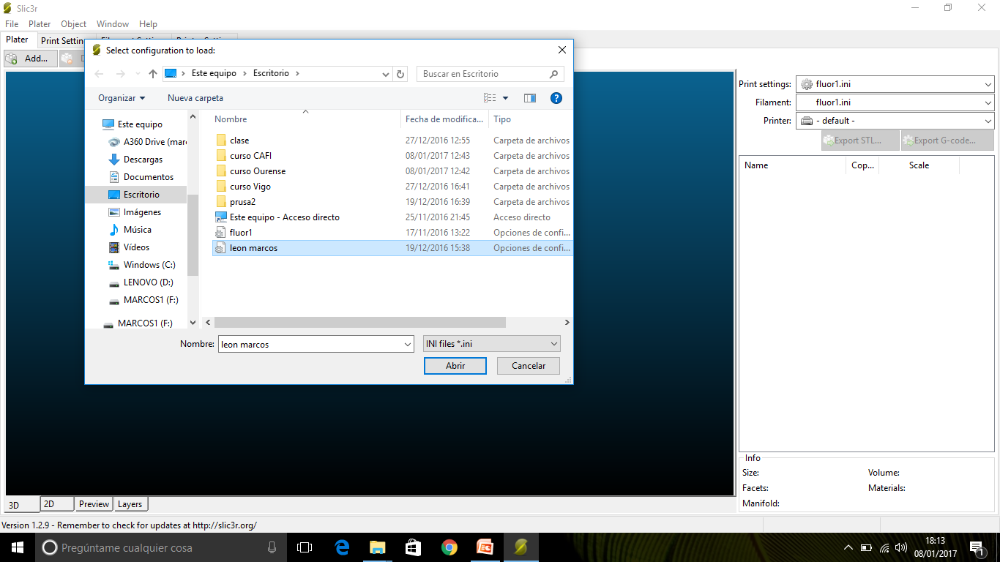 Slic3r
File Plater Object Window Help
Plater Print Settin
Add...
Select configuration to load:
Este equipo Escritorio
Buscar en Escritorio
Organizar Nueva carpeta
Este equipo
A360 Drive (mar
Descargas
Documentos
Escritorio
Imágenes
Música
Vídeos
Windows (C:)
LENOVO (D:)
MARCOS1 (F:)
MARCOS1 (F:)
Nombre Fecha de modifica... Tipo
clase 27/12/2016 12:55 Carpeta de archivos
curso CAFI 08/01/2017 12:43 Carpeta de archivos
curso Ourense 08/01/2017 12:42 Carpeta de archivos
curso Vigo 27/12/2016 16:41 Carpeta de archivos
prusa2 19/12/2016 16:39 Carpeta de archivos
Este equipo - Acceso directo 25/11/2016 21:45 Acceso directo
fluor1 17/11/2016 13:22 Opciones de confi...
leon marcos 19/12/2016 15:38 Opciones de confi...
Nombre: leon marcos INI files *.ini
Abrir Cancelar
Print settings: fluor1.ini
Filament: fluor1.ini
Printer: - default -
Export STL... Export G-code...
Name Cop... Scale
Info
Size: Volume:
Facets: Materials:
Manifold:
3D 2D Preview Layers
Version 1.2.9 - Remember to check for updates at http://slic3r.org/
Pregúntame cualquier cosa
18:13
08/01/2017
1